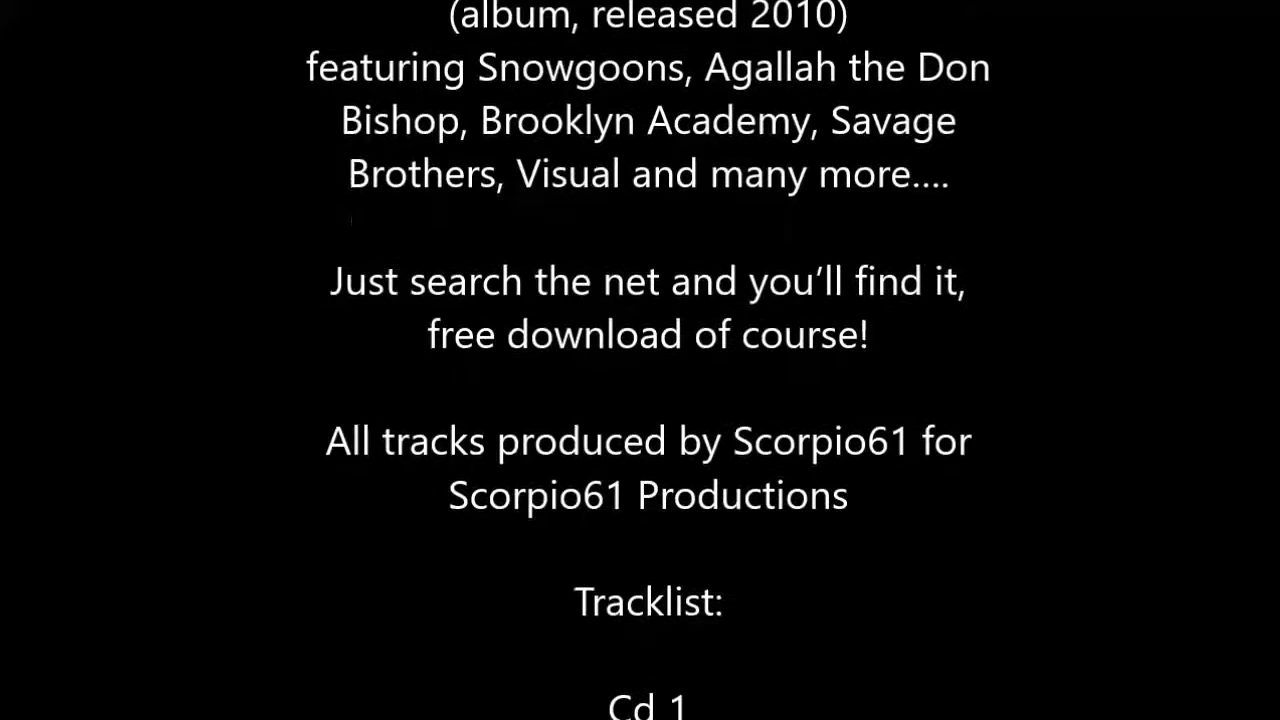 (album, released 2010)
featuring Snowgoons, Agallah the Don
Bishop, Brooklyn Academy, Savage
Brothers, Visual and many more....
Just search the net and you’ll find it,
free download of course!
All tracks produced by Scorpio61 for
Scorpio61 Productions
Tracklist:
Cd 1